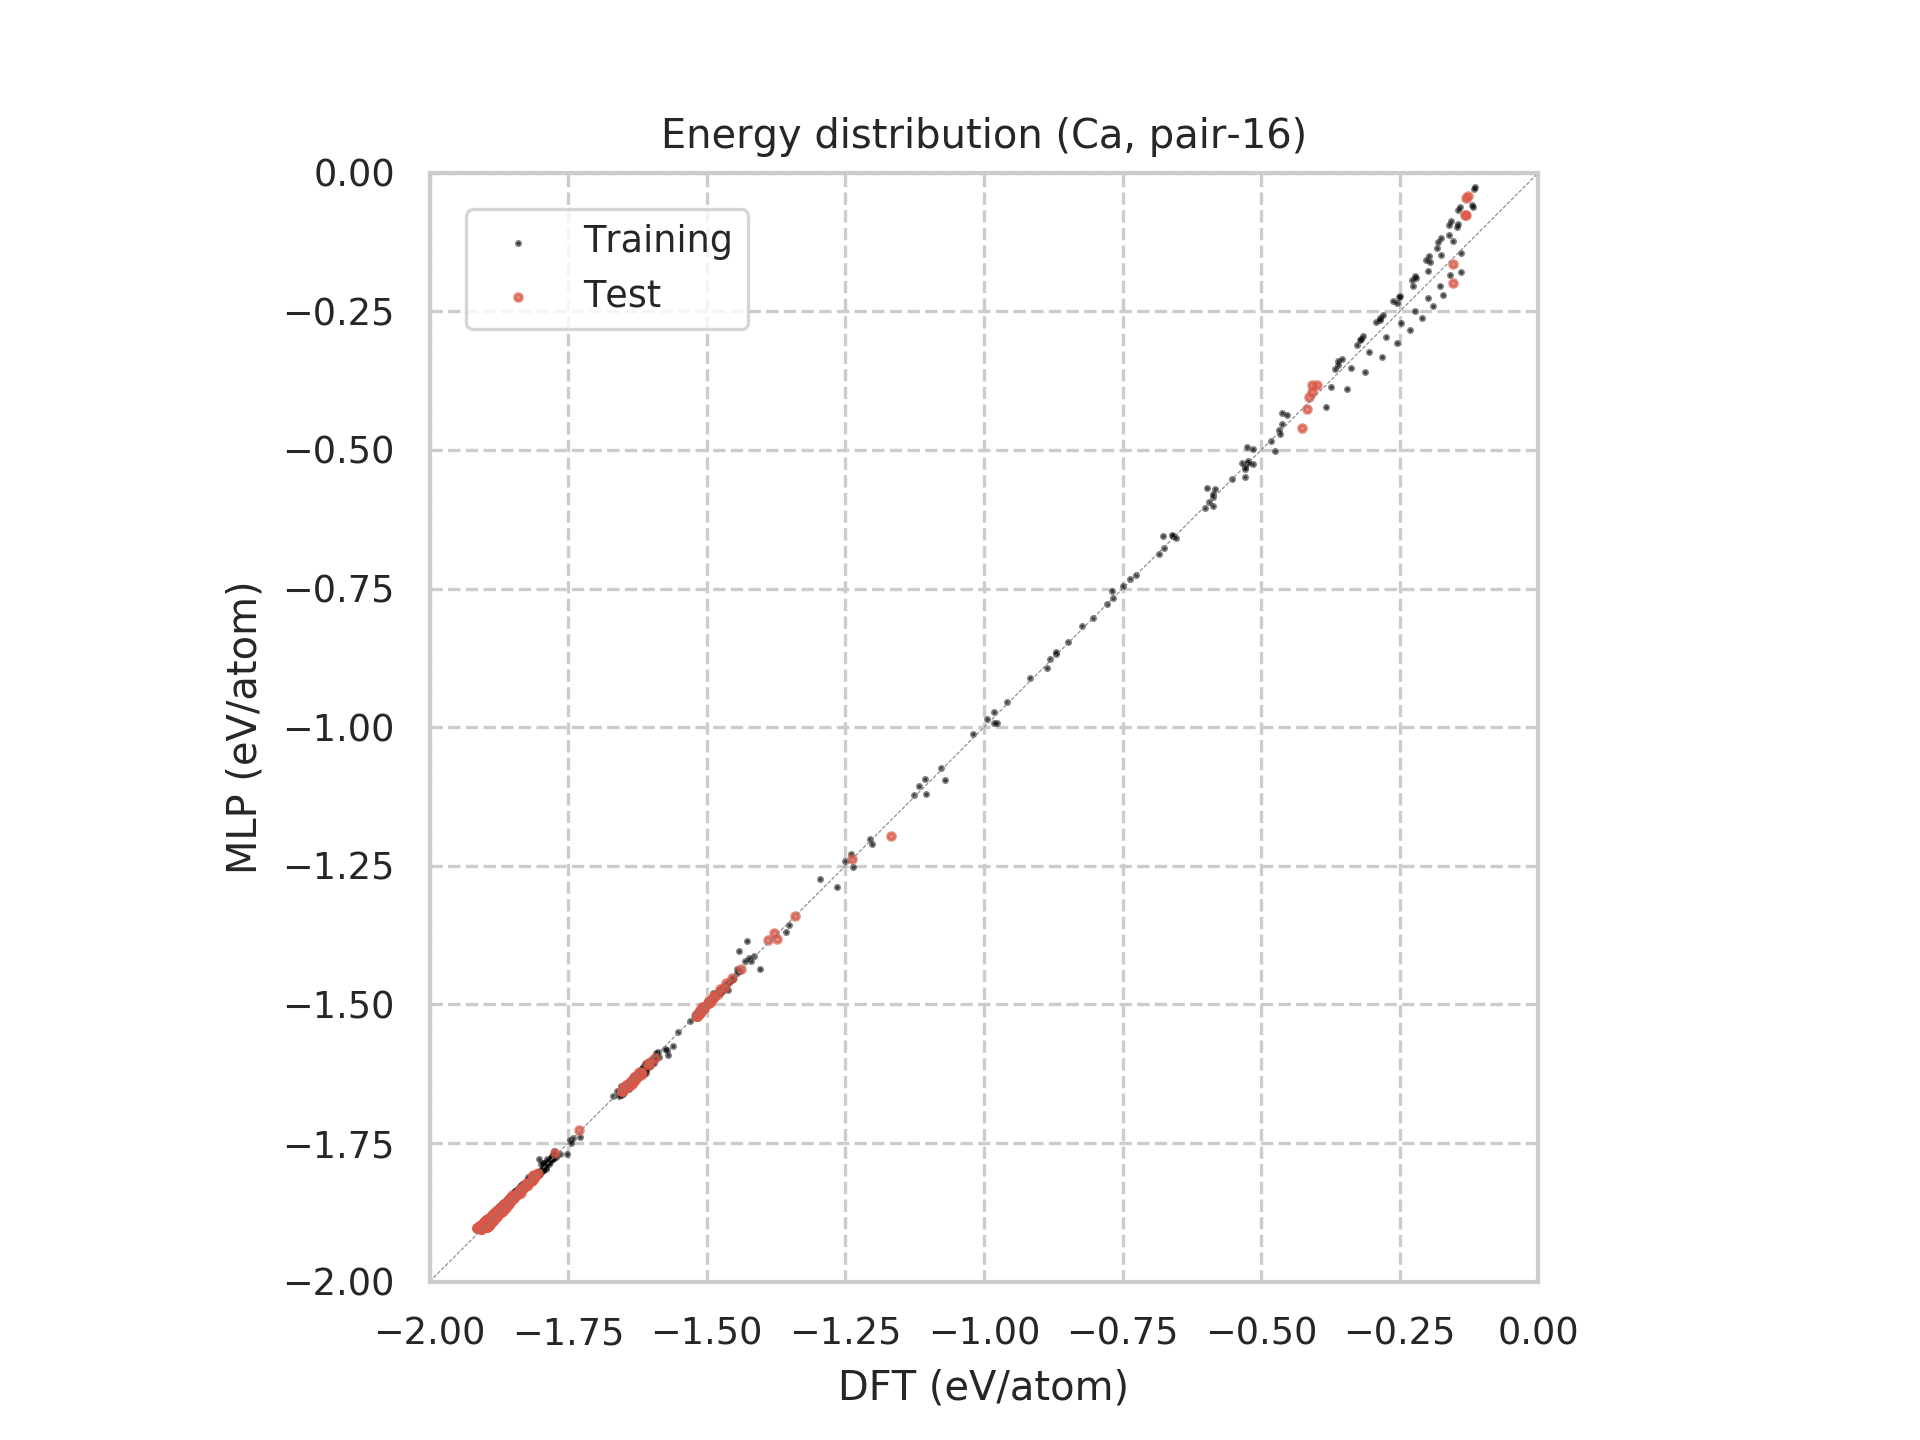 Energy distribution (Ca, pair-16)
Training
Test
0.00
−0.25
−0.50
−0.75
−1.00
−1.25
−1.50
−1.75
−2.00
MLP (eV/atom)
−2.00 −1.75 −1.50 −1.25 −1.00 −0.75 −0.50 −0.25 0.00
DFT (eV/atom)